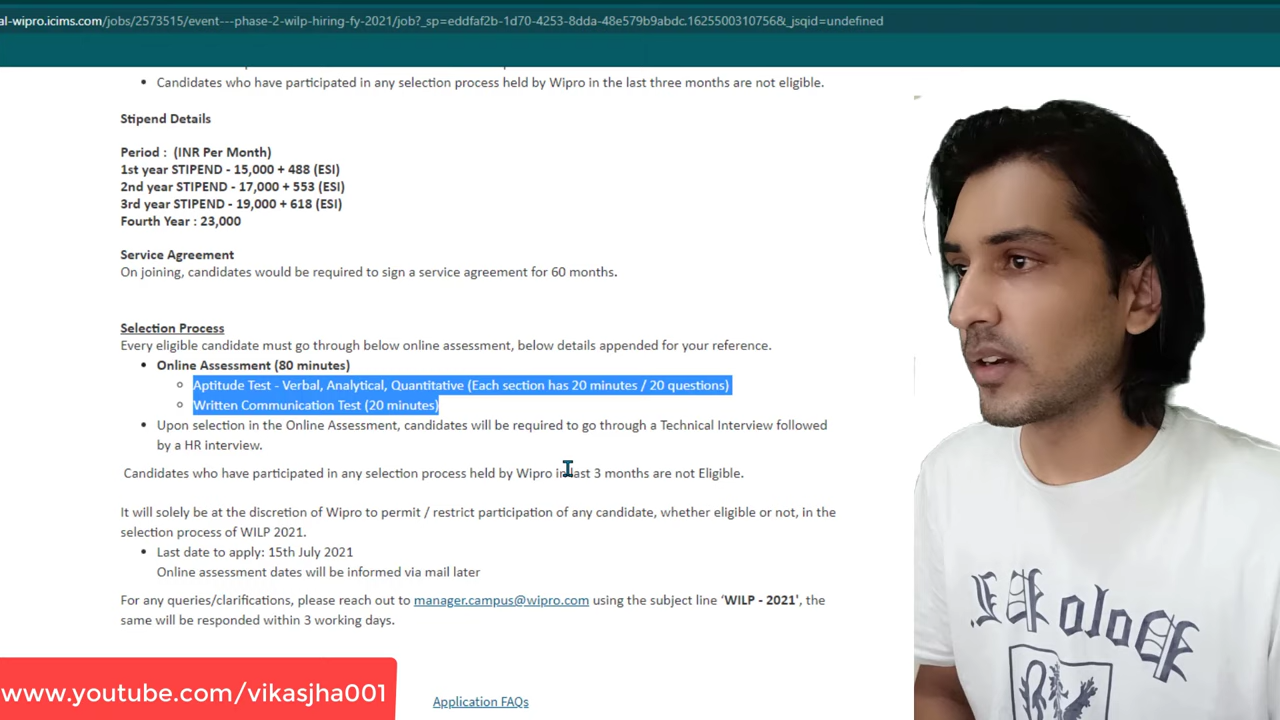 al-wipro.icims.com/jobs/2573515/event---phase-2-wilp-hiring-fy-2021/job?_sp=eddfaf2b-1d70-4253-8dda-48e579b9abdc.1625500310756&_jsqid=undefined
• Candidates who have participated in any selection process held by Wipro in the last three months are not eligible.
Stipend Details
Period : (INR Per Month)
1st year STIPEND - 15,000 + 488 (ESI)
2nd year STIPEND - 17,000 + 553 (ESI)
3rd year STIPEND - 19,000 + 618 (ESI)
Fourth Year : 23,000
Service Agreement
On joining, candidates would be required to sign a service agreement for 60 months.
Selection Process
Every eligible candidate must go through below online assessment, below details appended for your reference.
• Online Assessment (80 minutes)
○ Aptitude Test - Verbal, Analytical, Quantitative (Each section has 20 minutes / 20 questions)
○ Written Communication Test (20 minutes)
• Upon selection in the Online Assessment, candidates will be required to go through a Technical Interview followed
by a HR interview.
Candidates who have participated in any selection process held by Wipro in last 3 months are not Eligible.
It will solely be at the discretion of Wipro to permit / restrict participation of any candidate, whether eligible or not, in the
selection process of WILP 2021.
• Last date to apply: 15th July 2021
Online assessment dates will be informed via mail later
For any queries/clarifications, please reach out to manager.campus@wipro.com using the subject line ‘WILP - 2021', the
same will be responded within 3 working days.
www.youtube.com/vikasjha001
Application FAQs